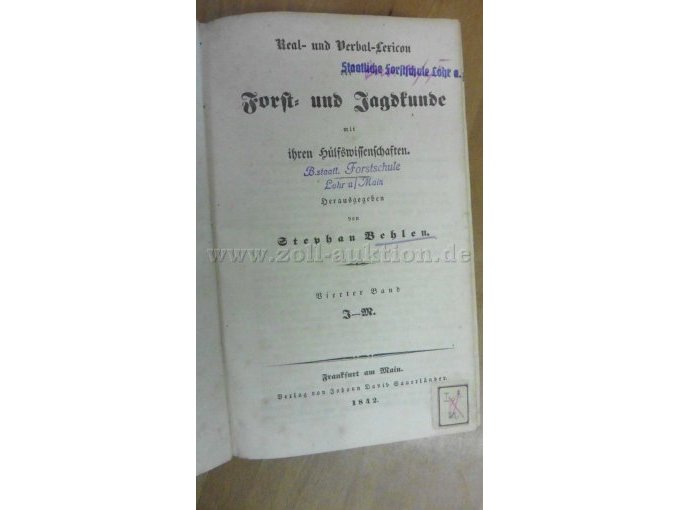 Real- und Verbal-Lexicon
Staatliche Forstschule Lohr a.
Forst- und Jagdkunde
mit
ihren Hülfswissenschaften.
B.staatl. Forstschule
Lohr a/Main
Herausgegeben
von
Stephan Behlen.
www.zoll-auktion.de
Vierter Band
I—M.
Frankfurt am Main.
Verlag von Johann David Sauerländer.
1842.